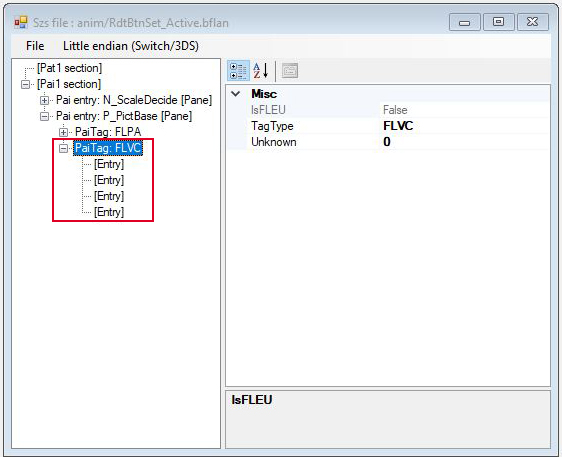 Szs file : anim/RdtBtnSet_Active.bflan
File Little endian (Switch/3DS)
[Pat1 section]
[Pai1 section]
Pai entry: N_ScaleDecide [Pane]
Pai entry: P_PictBase [Pane]
PaiTag: FLPA
PaiTag: FLVC
[Entry]
[Entry]
[Entry]
[Entry]
Misc
IsFLEU False
TagType FLVC
Unknown 0
IsFLEU